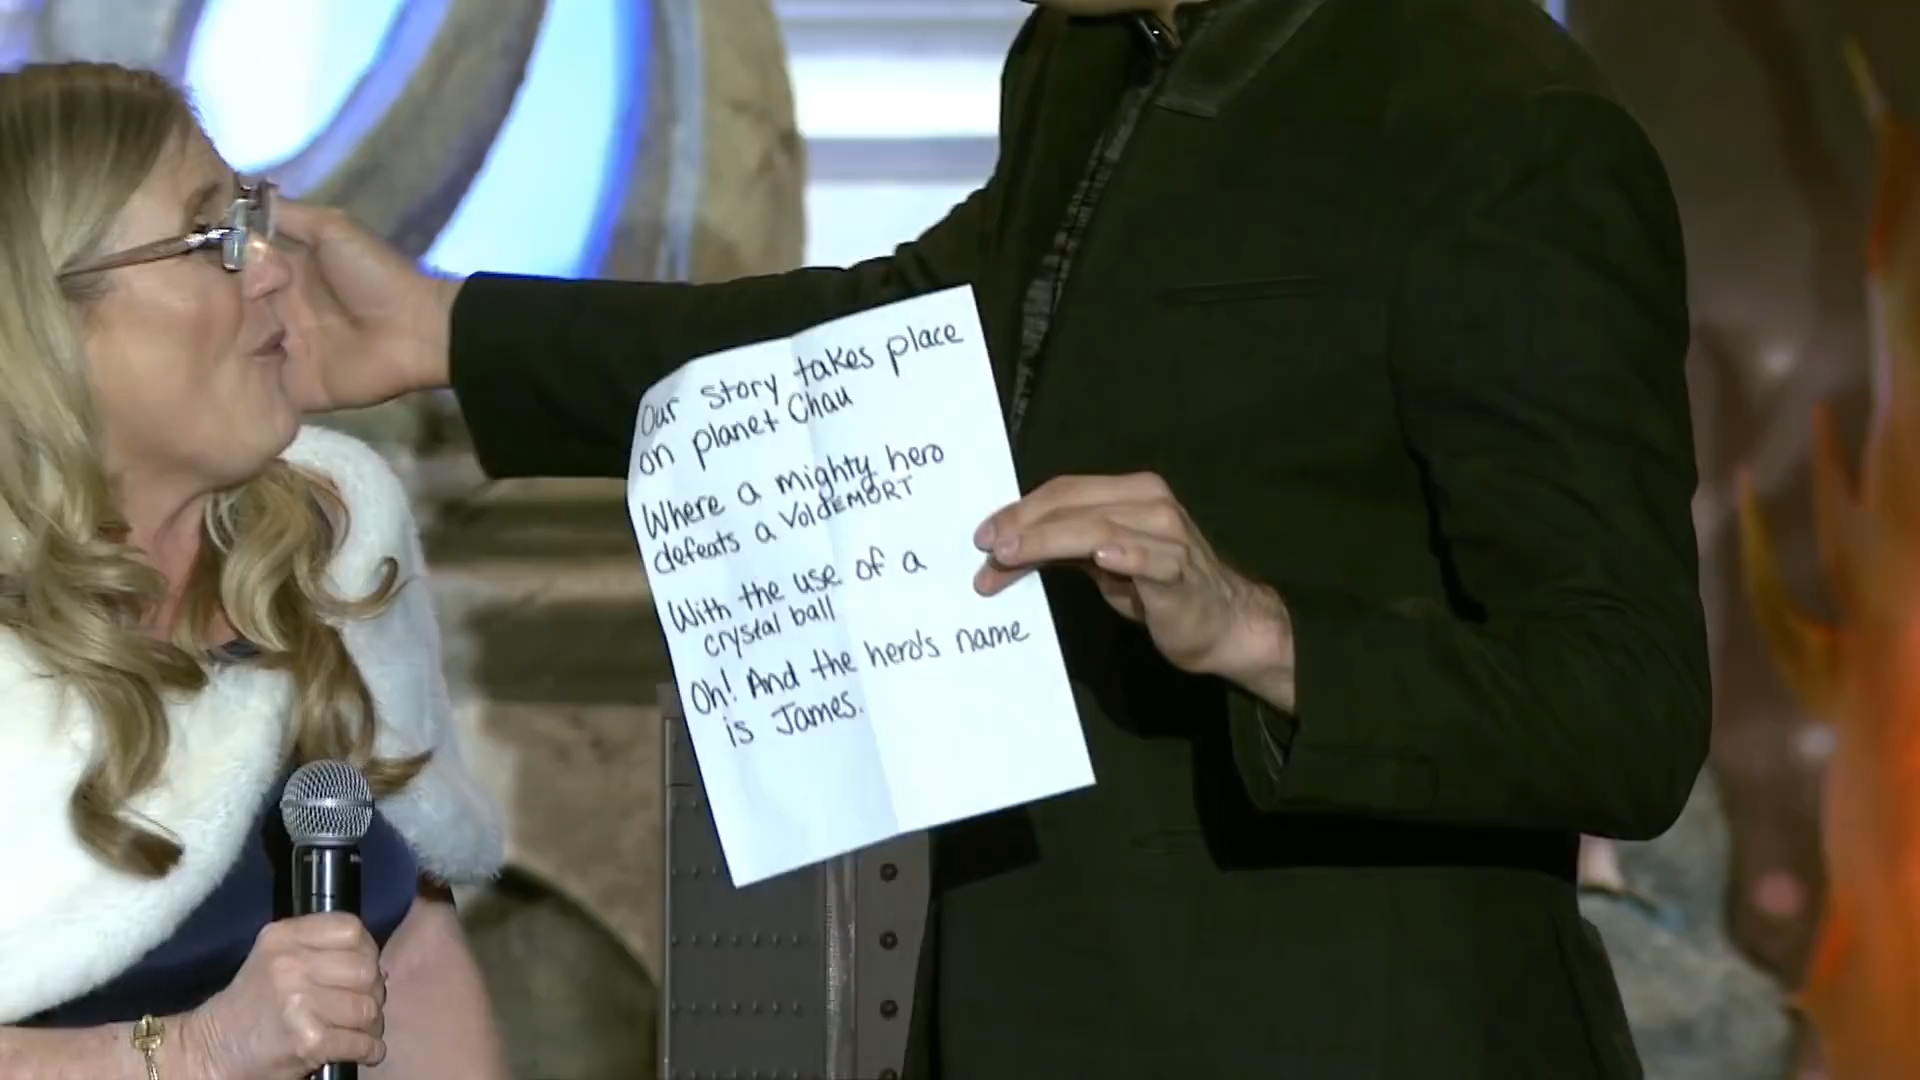 Our story takes place
on planet Chau
Where a mighty hero
defeats a VoldEMORT
With the use of a
crystal ball
Oh! And the hero's name
is James.